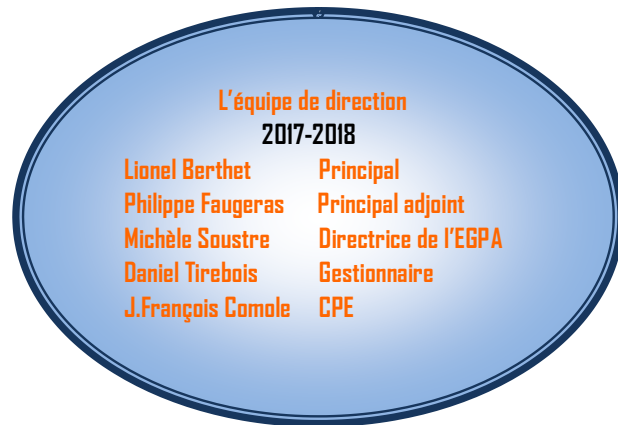 L'équipe de direction
2017-2018
Lionel Berthet Principal
Philippe Faugeras Principal adjoint
Michèle Soustre Directrice de l'EGPA
Daniel Tirebois Gestionnaire
J.François Comole CPE